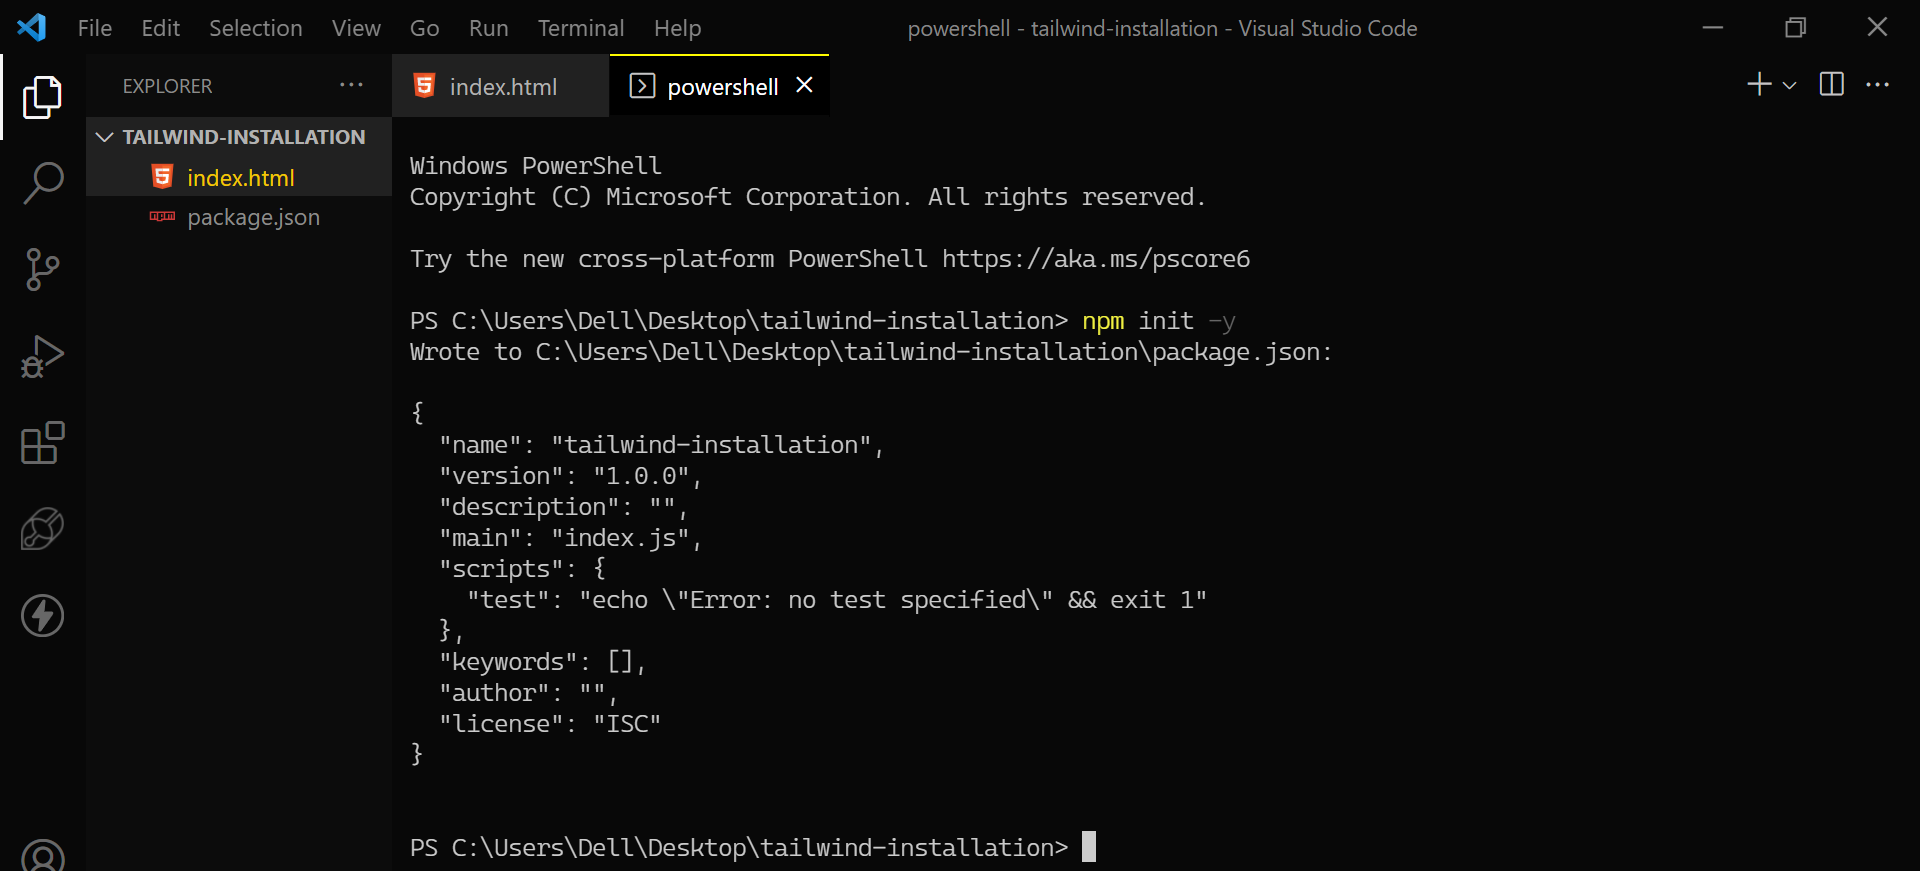 File Edit Selection View Go Run Terminal Help powershell - tailwind-installation - Visual Studio Code
EXPLORER
index.html
powershell
TAILWIND-INSTALLATION
index.html
package.json
Windows PowerShell
Copyright (C) Microsoft Corporation. All rights reserved.
Try the new cross-platform PowerShell https://aka.ms/pscore6
PS C:\Users\Dell\Desktop\tailwind-installation> npm init -y
Wrote to C:\Users\Dell\Desktop\tailwind-installation\package.json:
{
  "name": "tailwind-installation",
  "version": "1.0.0",
  "description": "",
  "main": "index.js",
  "scripts": {
    "test": "echo \"Error: no test specified\" && exit 1"
  },
  "keywords": [],
  "author": "",
  "license": "ISC"
}
PS C:\Users\Dell\Desktop\tailwind-installation>